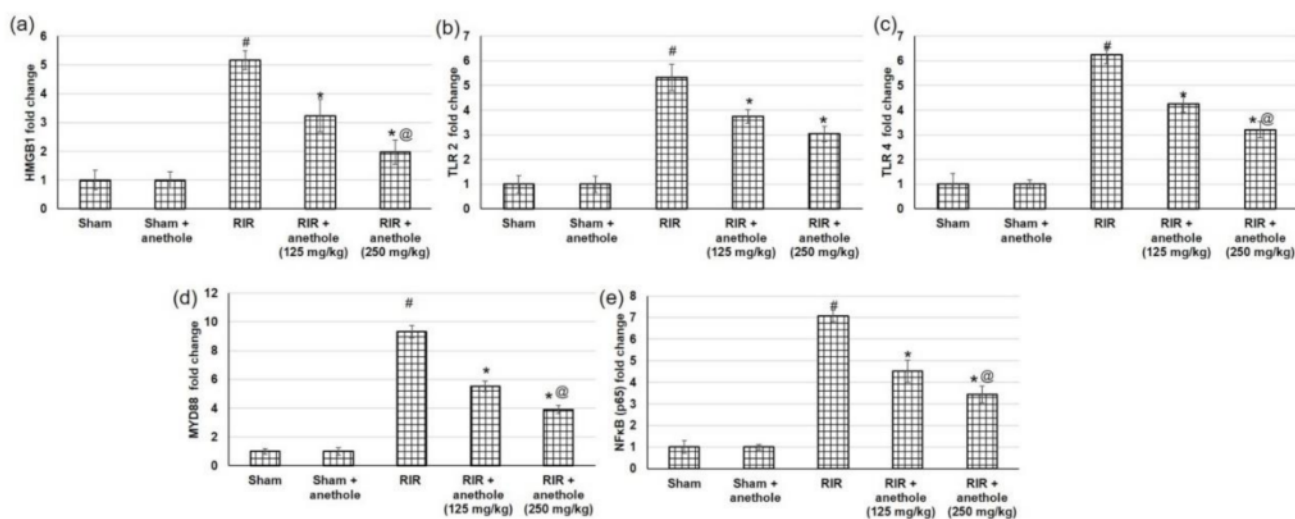 (a)
HMGB1 fold change
6
5
4
3
2
1
0
#
*
* @
Sham
Sham +
anethole
RIR
RIR +
anethole
(125 mg/kg)
RIR +
anethole
(250 mg/kg)
(b)
TLR 2 fold change
7
6
5
4
3
2
1
0
#
*
*
Sham
Sham +
anethole
RIR
RIR +
anethole
(125 mg/kg)
RIR +
anethole
(250 mg/kg)
(c)
TLR 4 fold change
7
6
5
4
3
2
1
0
#
*
* @
Sham
Sham +
anethole
RIR
RIR +
anethole
(125 mg/kg)
RIR +
anethole
(250 mg/kg)
(d)
MYD88 fold change
12
10
8
6
4
2
0
#
*
* @
Sham
Sham +
anethole
RIR
RIR +
anethole
(125 mg/kg)
RIR +
anethole
(250 mg/kg)
(e)
NFκB (p65) fold change
8
7
6
5
4
3
2
1
0
#
*
* @
Sham
Sham +
anethole
RIR
RIR +
anethole
(125 mg/kg)
RIR +
anethole
(250 mg/kg)